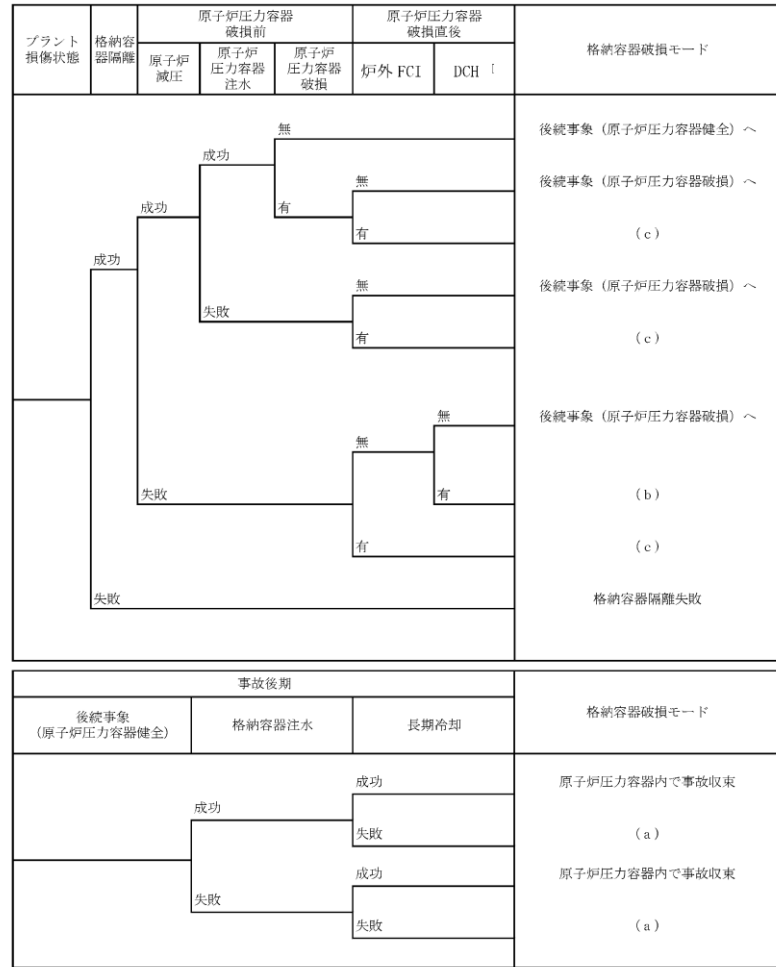 プラント
損傷状態
格納容
器隔離
原子炉圧力容器
破損前
原子炉
減圧
原子炉
圧力容器
注水
原子炉
圧力容器
破損
原子炉圧力容器
破損直後
炉外 FCI
DCH
格納容器破損モード
無
後続事象 (原子炉圧力容器健全) へ
成功
無
後続事象 (原子炉圧力容器破損) へ
成功
有
有
(c)
成功
無
後続事象 (原子炉圧力容器破損) へ
失敗
有
(c)
無
後続事象 (原子炉圧力容器破損) へ
無
失敗
有
(b)
有
(c)
失敗
格納容器隔離失敗
事故後期
格納容器破損モード
後続事象
(原子炉圧力容器健全)
格納容器注水
長期冷却
成功
原子炉圧力容器内で事故収束
成功
失敗
(a)
成功
原子炉圧力容器内で事故収束
失敗
失敗
(a)